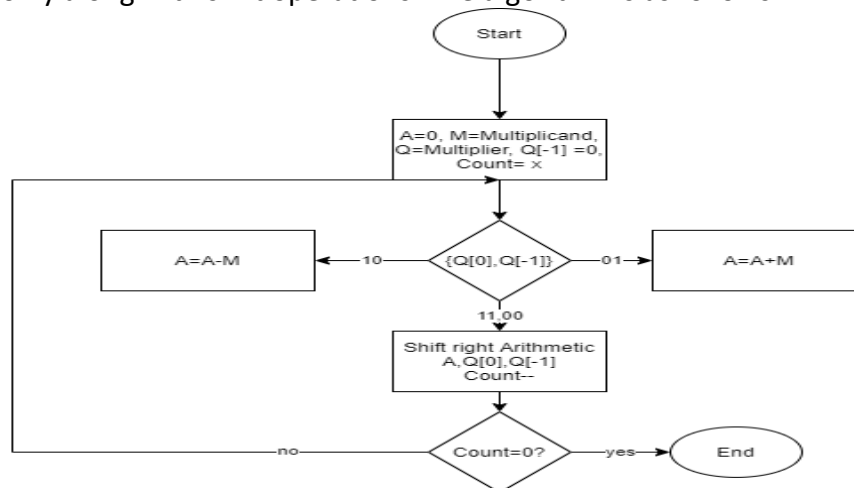 Start
A=0, M=Multiplicand,
Q=Multiplier, Q[-1] =0,
Count= x
A=A-M
10
{Q[0],Q[-1]}
01
A=A+M
11,00
Shift right Arithmetic
A,Q[0],Q[-1]
Count--
no
Count=0?
yes
End